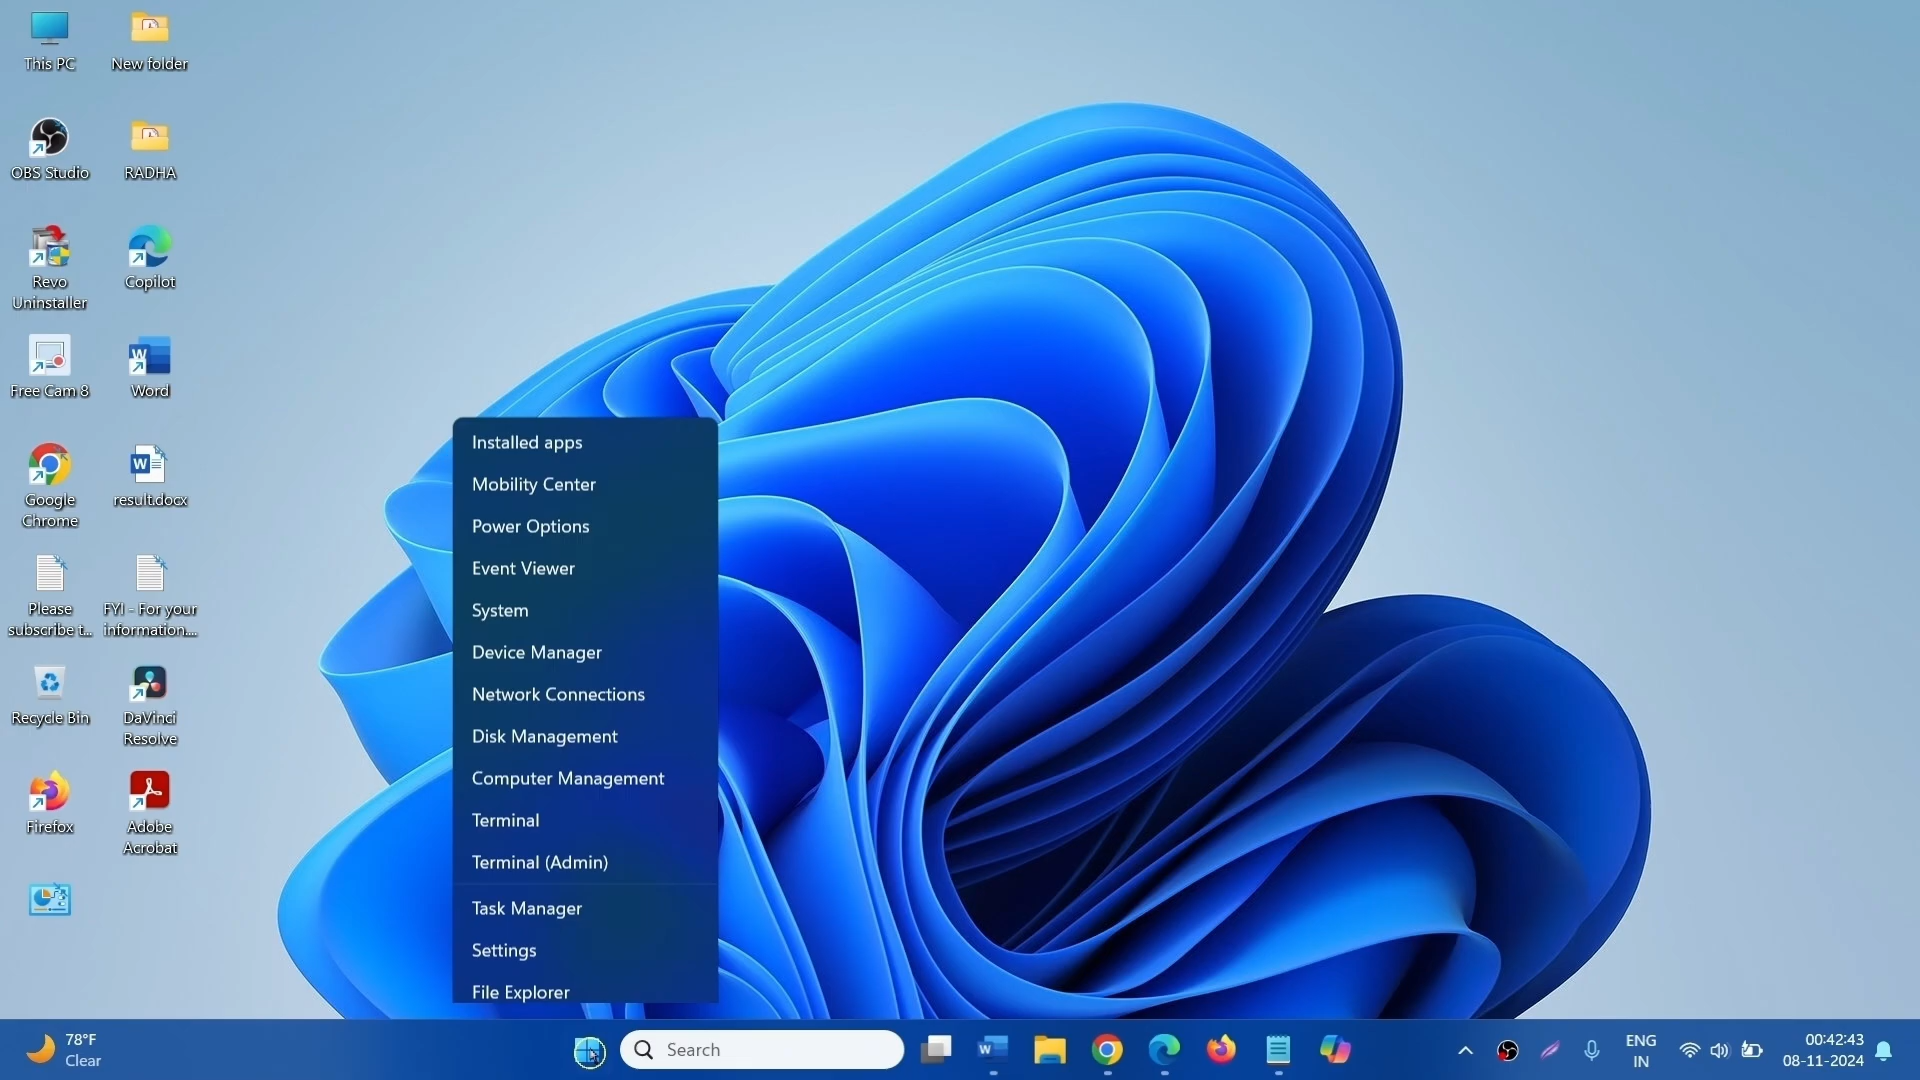 This PC
New folder
OBS Studio
RADHA
Revo
Uninstaller
Copilot
Free Cam 8
Word
Google
Chrome
result.docx
Please
subscribe t...
FYI - For your
information....
Recycle Bin
DaVinci
Resolve
Firefox
Adobe
Acrobat
Installed apps
Mobility Center
Power Options
Event Viewer
System
Device Manager
Network Connections
Disk Management
Computer Management
Terminal
Terminal (Admin)
Task Manager
Settings
File Explorer
78°F
Clear
Search
ENG
IN
00:42:43
08-11-2024